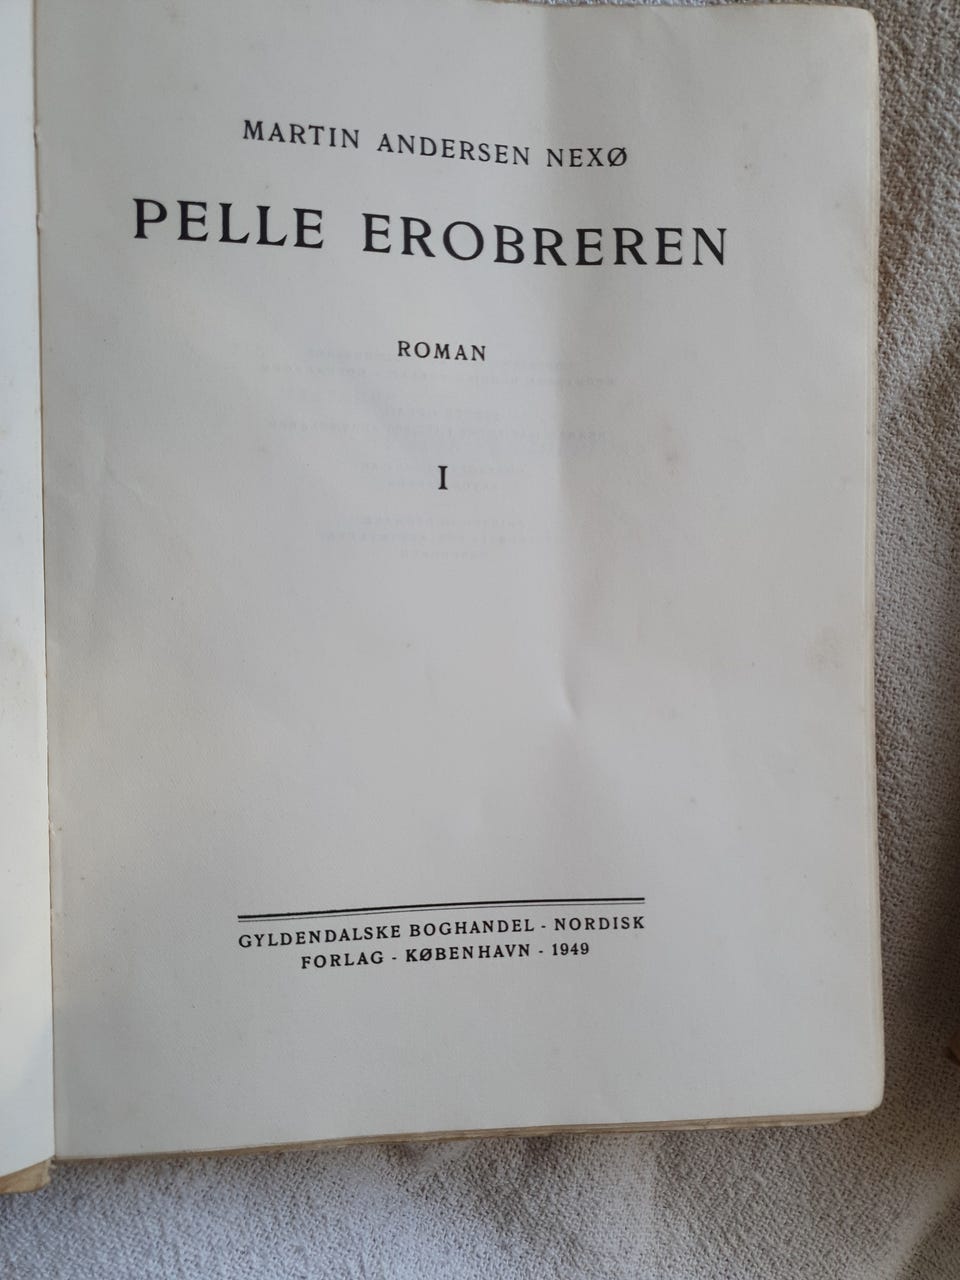 MARTIN ANDERSEN NEXØ
PELLE EROBREREN
ROMAN
I
GYLDENDALSKE BOGHANDEL - NORDISK
FORLAG - KØBENHAVN - 1949